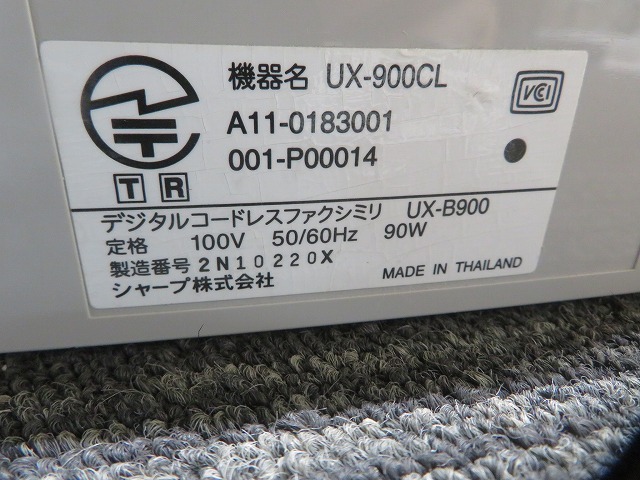 機器名 UX-900CL
VCCI
A11-0183001
001-P00014
T R
デジタルコードレスファクシミリ UX-B900
定格 100V 50/60Hz 90W
製造番号 2N10220X
MADE IN THAILAND
シャープ株式会社